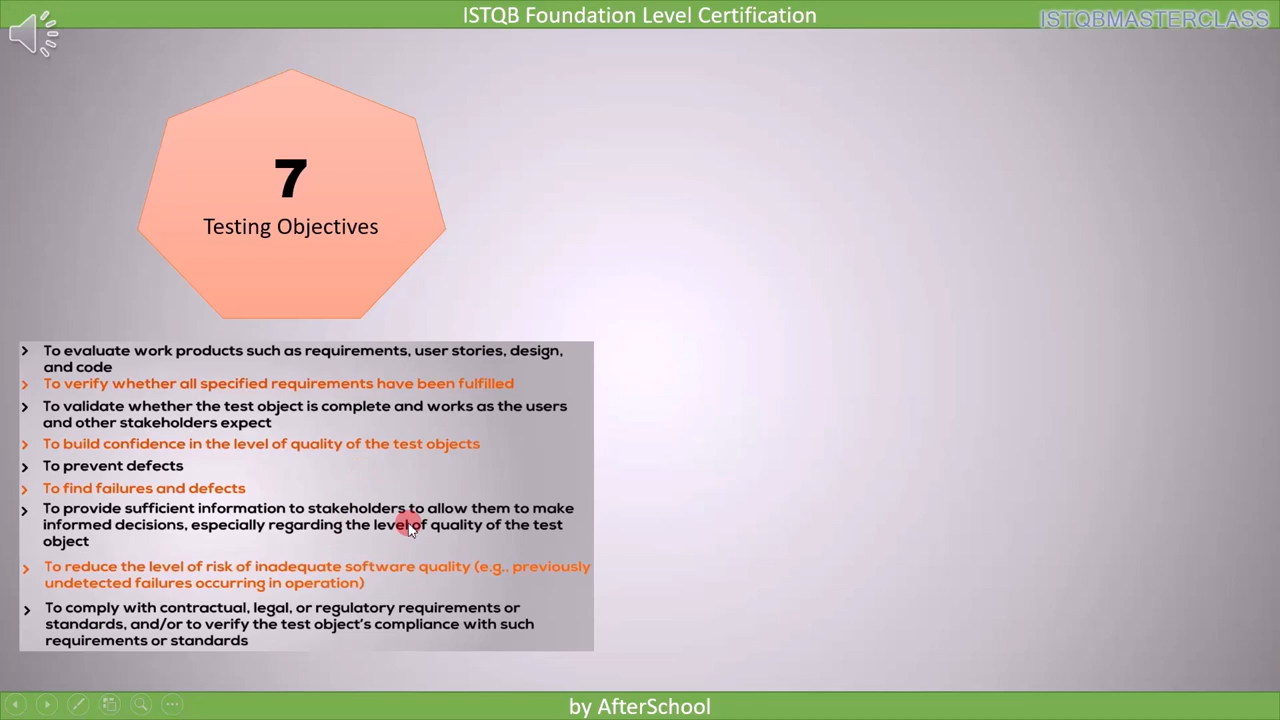 ISTQB Foundation Level Certification
ISTQBMASTERCLASS
7
Testing Objectives
To evaluate work products such as requirements, user stories, design,
and code
To verify whether all specified requirements have been fulfilled
To validate whether the test object is complete and works as the users
and other stakeholders expect
To build confidence in the level of quality of the test objects
To prevent defects
To find failures and defects
To provide sufficient information to stakeholders to allow them to make
informed decisions, especially regarding the level of quality of the test
object
To reduce the level of risk of inadequate software quality (e.g., previously
undetected failures occurring in operation)
To comply with contractual, legal, or regulatory requirements or
standards, and/or to verify the test object's compliance with such
requirements or standards
by AfterSchool